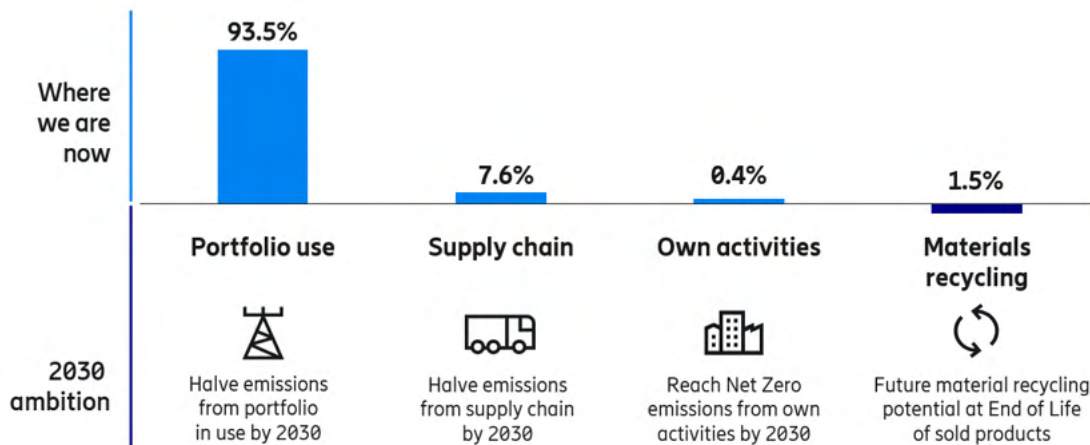 93.5%
7.6%
0.4%
1.5%
Where
we are
now
Portfolio use
Supply chain
Own activities
Materials
recycling
2030
ambition
Halve emissions
from portfolio
in use by 2030
Halve emissions
from supply chain
by 2030
Reach Net Zero
emissions from own
activities by 2030
Future material recycling
potential at End of Life
of sold products